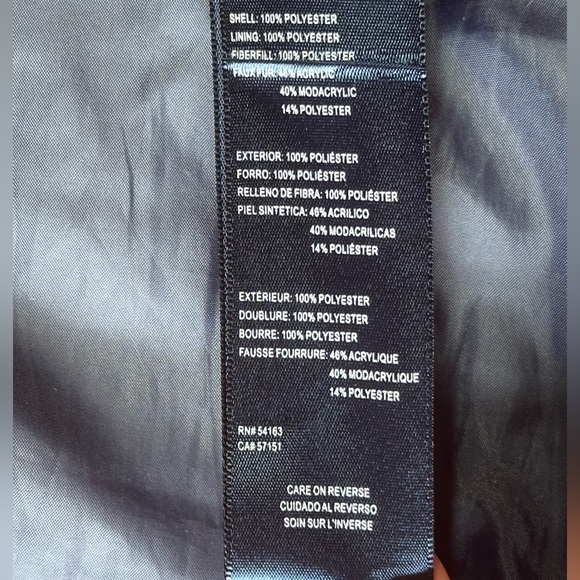 SHELL: 100% POLYESTER
LINING: 100% POLYESTER
FIBERFILL: 100% POLYESTER
FAUX FUR: 46% ACRYLIC
40% MODACRYLIC
14% POLYESTER
EXTERIOR: 100% POLIÉSTER
FORRO: 100% POLIÉSTER
RELLENO DE FIBRA: 100% POLIÉSTER
PIEL SINTETICA: 46% ACRILICO
40% MODACRILICAS
14% POLIÉSTER
EXTÉRIEUR: 100% POLYESTER
DOUBLURE: 100% POLYESTER
BOURRE: 100% POLYESTER
FAUSSE FOURRURE: 46% ACRYLIQUE
40% MODACRYLIQUE
14% POLYESTER
RN# 54163
CA# 57151
CARE ON REVERSE
CUIDADO AL REVERSO
SOIN SUR L'INVERSE